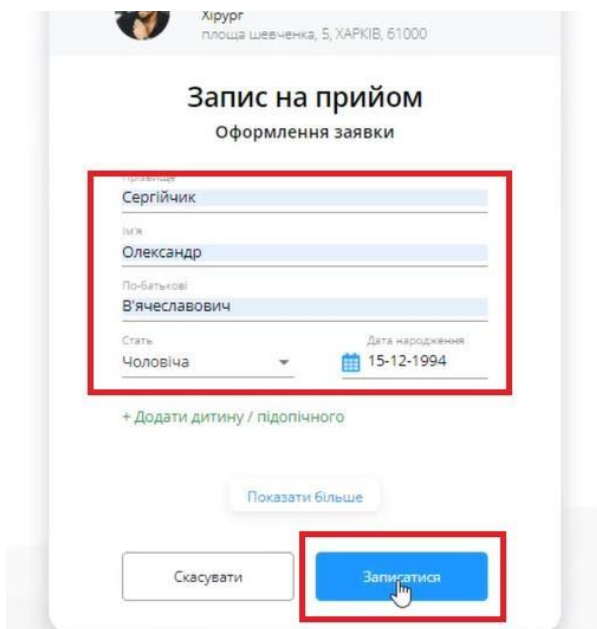 Хірург
площа шевченка, 5, ХАРКІВ, 61000
Запис на прийом
Оформлення заявки
Прізвище
Сергійчик
Ім'я
Олександр
По-батькові
В'ячеславович
Стать
Дата народження
Чоловіча
15-12-1994
+ Додати дитину / підопічного
Показати більше
Скасувати
Записатися